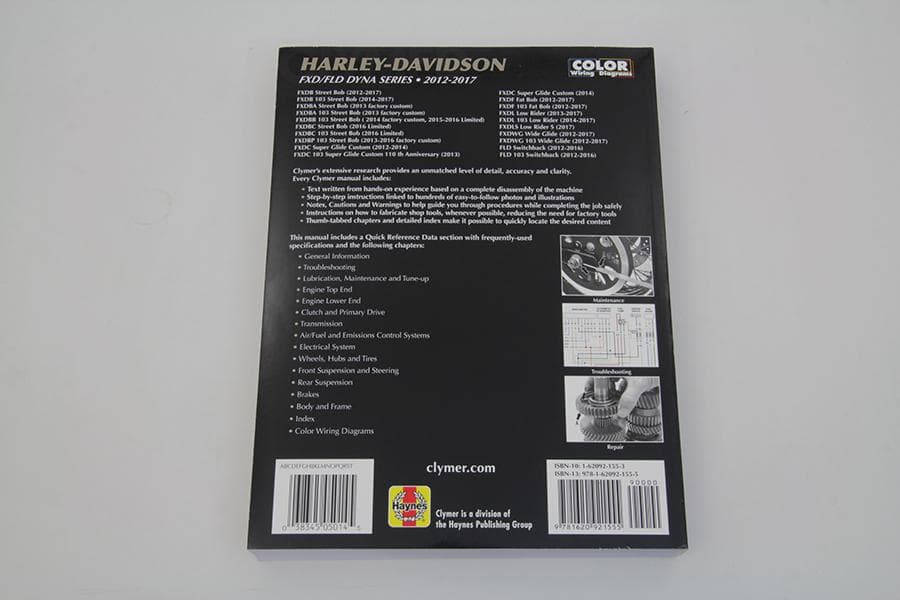 HARLEY-DAVIDSON
FXD/FLD DYNA SERIES • 2012-2017
COLOR
Wiring Diagrams
FXDB Street Bob (2012-2017)
FXDB 103 Street Bob (2014-2017)
FXDBA Street Bob (2013 factory custom)
FXDBA 103 Street Bob (2013 factory custom)
FXDBB 103 Street Bob ( 2014 factory custom, 2015-2016 Limited)
FXDBC Street Bob (2016 Limited)
FXDBC 103 Street Bob (2016 Limited)
FXDBP 103 Street Bob (2013-2016 factory custom)
FXDC Super Glide Custom (2012-2014)
FXDC 103 Super Glide Custom 110 th Anniversary (2013)
FXDC Super Glide Custom (2014)
FXDF Fat Bob (2012-2017)
FXDF 103 Fat Bob (2012-2017)
FXDL Low Rider (2013-2017)
FXDL 103 Low Rider (2014-2017)
FXDLS Low Rider S (2017)
FXDWG Wide Glide (2012-2017)
FXDWG 103 Wide Glide (2012-2017)
FLD Switchback (2012-2016)
FLD 103 Switchback (2012-2016)
Clymer's extensive research provides an unmatched level of detail, accuracy and clarity.
Every Clymer manual includes:
• Text written from hands-on experience based on a complete disassembly of the machine
• Step-by-step instructions linked to hundreds of easy-to-follow photos and illustrations
• Notes, Cautions and Warnings to help guide you through procedures while completing the job safely
• Instructions on how to fabricate shop tools, whenever possible, reducing the need for factory tools
• Thumb-tabbed chapters and detailed index make it possible to quickly locate the desired content
This manual includes a Quick Reference Data section with frequently-used
specifications and the following chapters:
• General Information
• Troubleshooting
• Lubrication, Maintenance and Tune-up
• Engine Top End
• Engine Lower End
• Clutch and Primary Drive
• Transmission
• Air/Fuel and Emissions Control Systems
• Electrical System
• Wheels, Hubs and Tires
• Front Suspension and Steering
• Rear Suspension
• Brakes
• Body and Frame
• Index
• Color Wiring Diagrams
Maintenance
Troubleshooting
Repair
ABCDEFGHIJKLMNOPQRST
0 38345 05014 5
clymer.com
Haynes
Clymer is a division of
the Haynes Publishing Group
ISBN-10: 1-62092-155-3
ISBN-13: 978-1-62092-155-5
90000
9 781620 921555